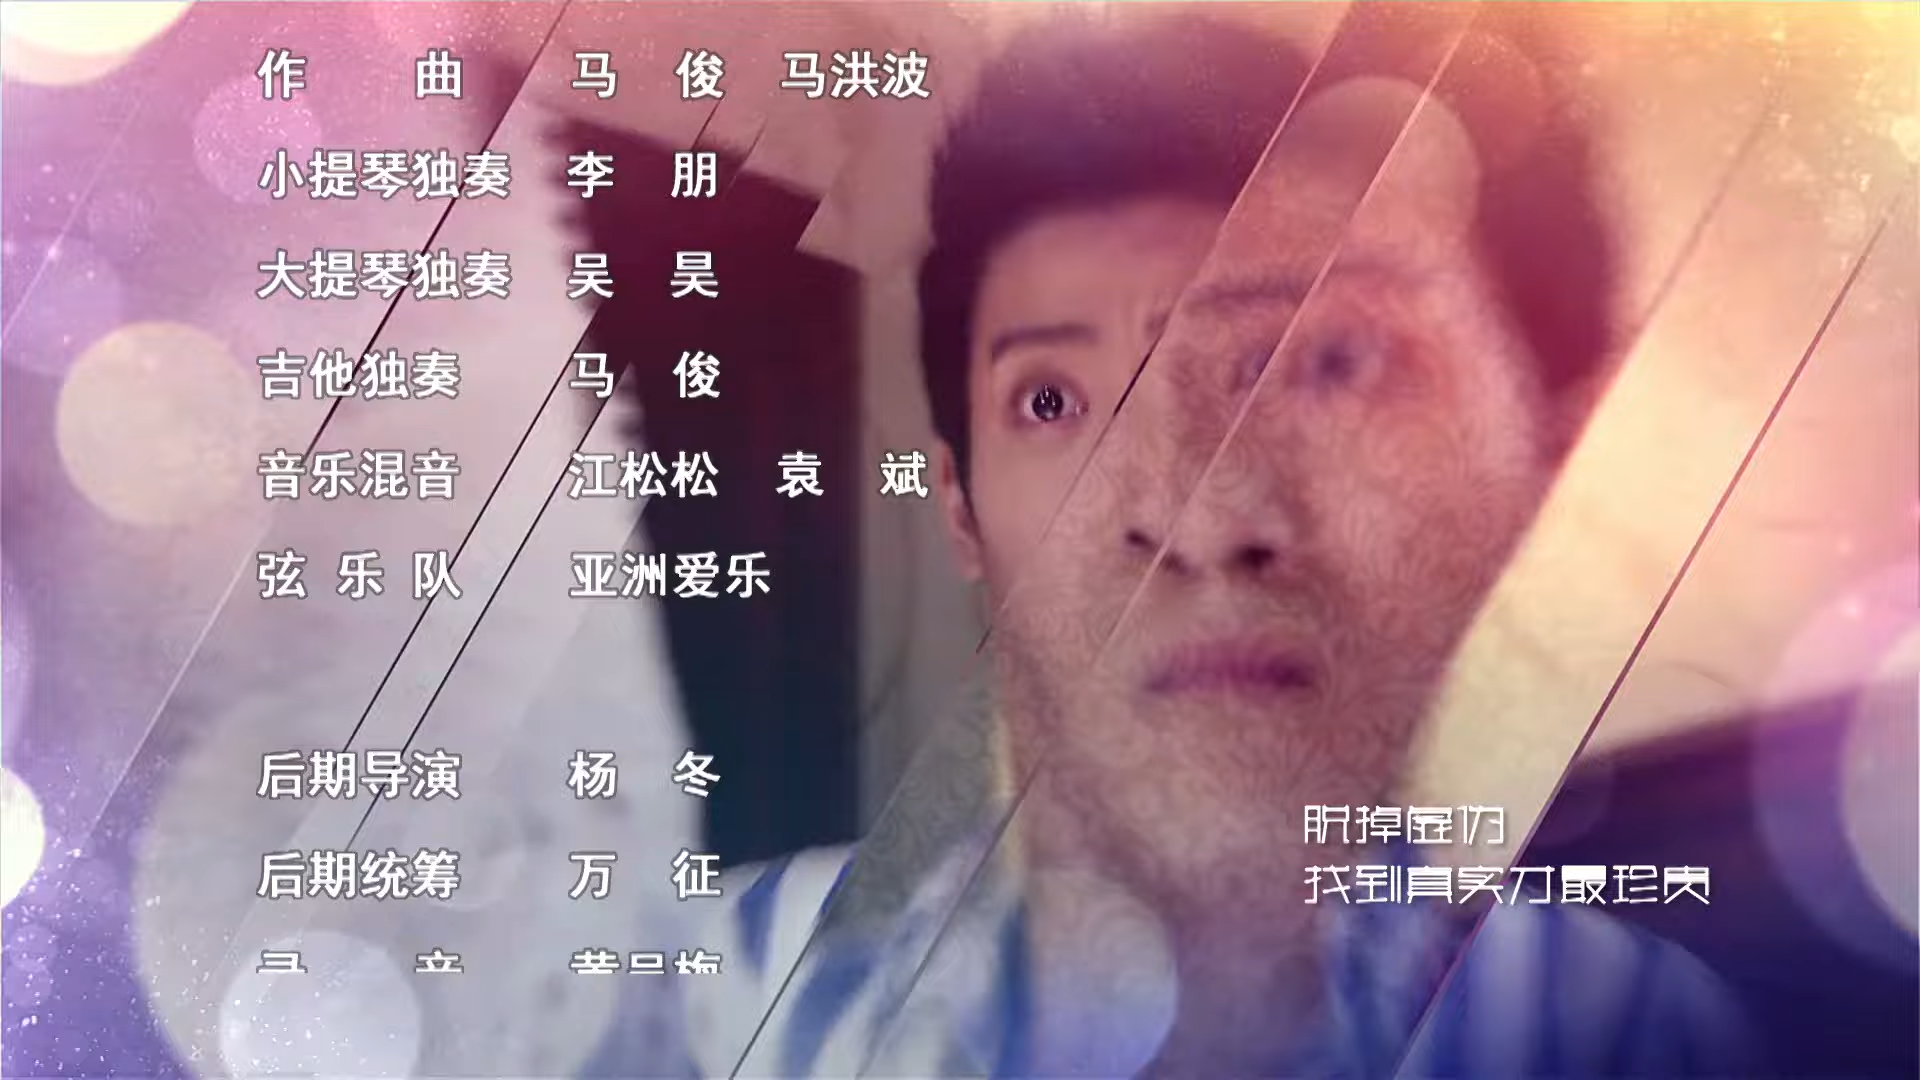 作 曲 马 俊 马洪波
小提琴独奏 李 朋
大提琴独奏 吴 昊
吉他独奏 马 俊
音乐混音 江松松 袁 斌
弦 乐 队 亚洲爱乐
后期导演 杨 冬
后期统筹 万 征
录 音
脱掉虚伪
找到真实才最珍贵